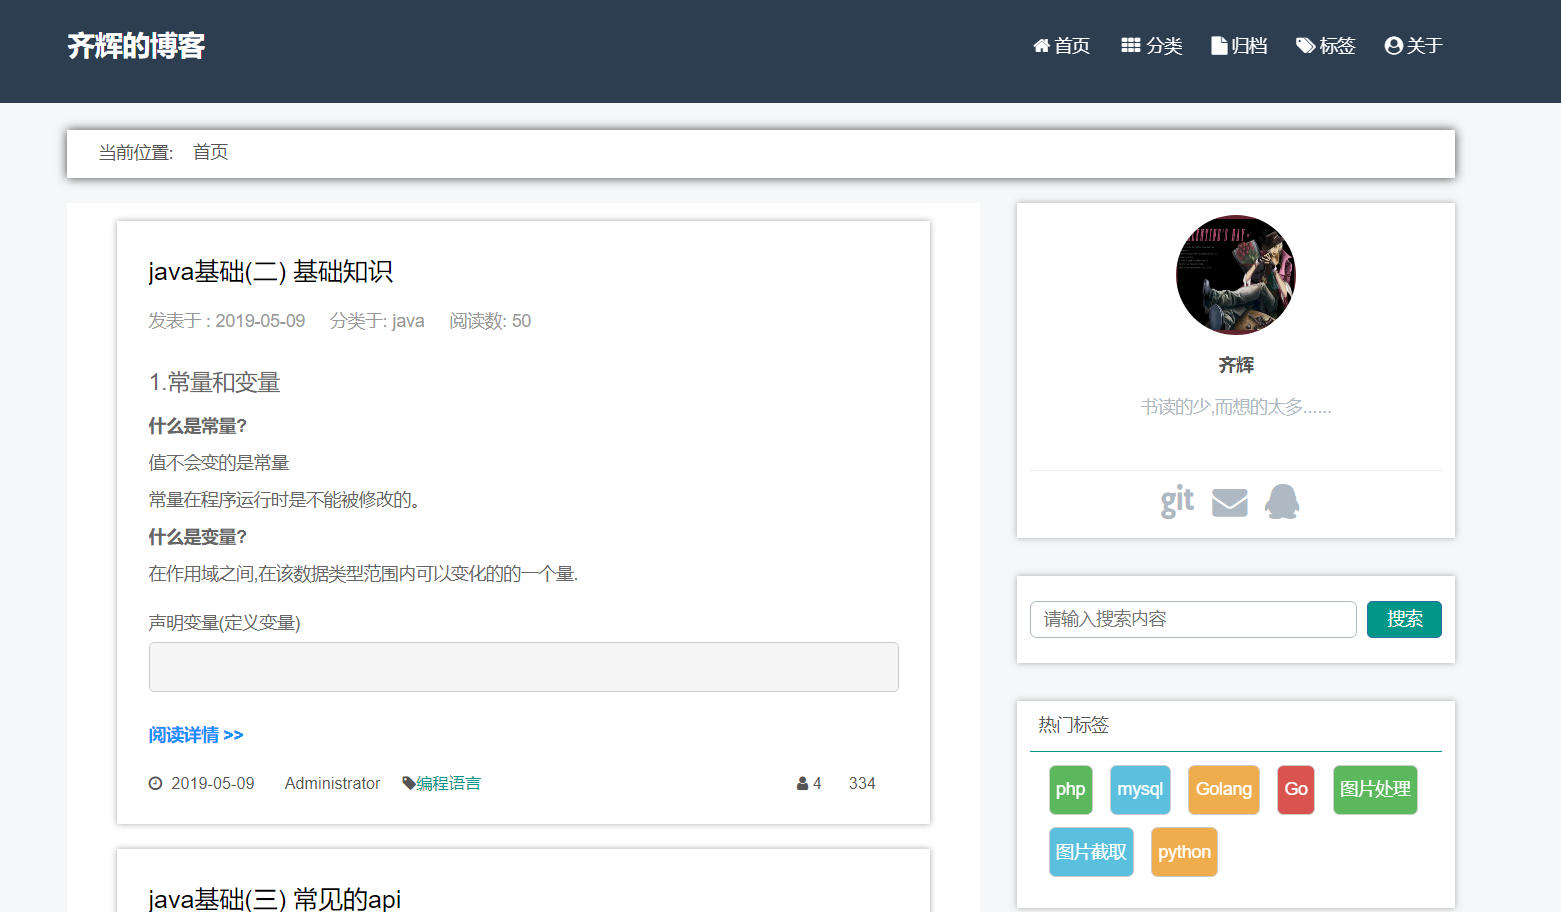 齐辉的博客
首页 分类 归档 标签 关于
当前位置: 首页
java基础(二) 基础知识
发表于 : 2019-05-09 分类于: java 阅读数: 50
1.常量和变量
什么是常量?
值不会变的是常量
常量在程序运行时是不能被修改的。
什么是变量?
在作用域之间,在该数据类型范围内可以变化的的一个量.
声明变量(定义变量)
阅读详情 >>
2019-05-09 Administrator 编程语言 4 334
java基础(三) 常见的api
齐辉
书读的少,而想的太多......
git
请输入搜索内容 搜索
热门标签
php mysql Golang Go 图片处理
图片截取 python